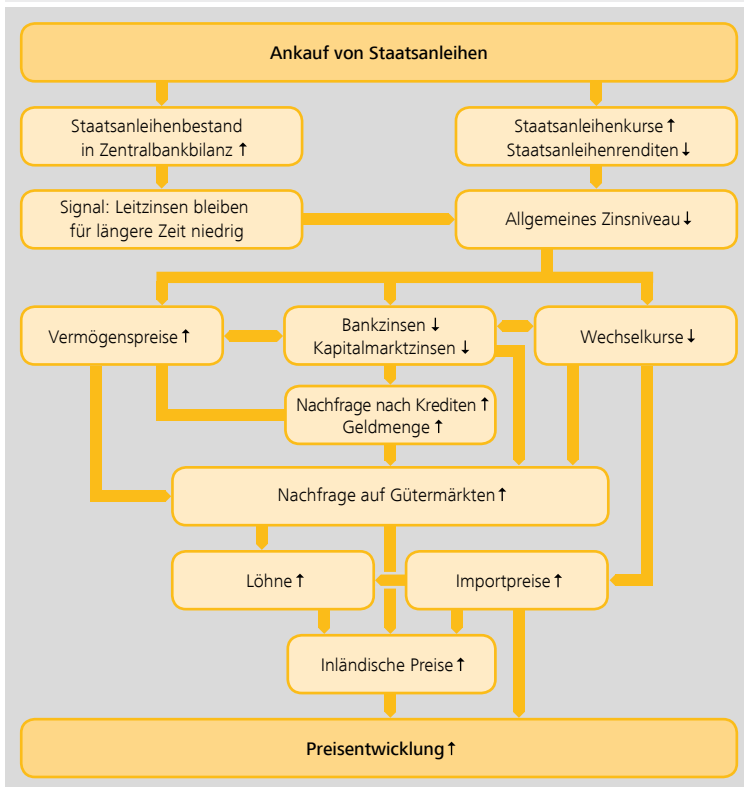 Ankauf von Staatsanleihen
Staatsanleihenbestand
in Zentralbankbilanz ↑
Staatsanleihenkurse ↑
Staatsanleihenrenditen ↓
Signal: Leitzinsen bleiben
für längere Zeit niedrig
Allgemeines Zinsniveau ↓
Vermögenspreise ↑
Bankzinsen ↓
Kapitalmarktzinsen ↓
Wechselkurse ↓
Nachfrage nach Krediten ↑
Geldmenge ↑
Nachfrage auf Gütermärkten ↑
Löhne ↑
Importpreise ↑
Inländische Preise ↑
Preisentwicklung ↑